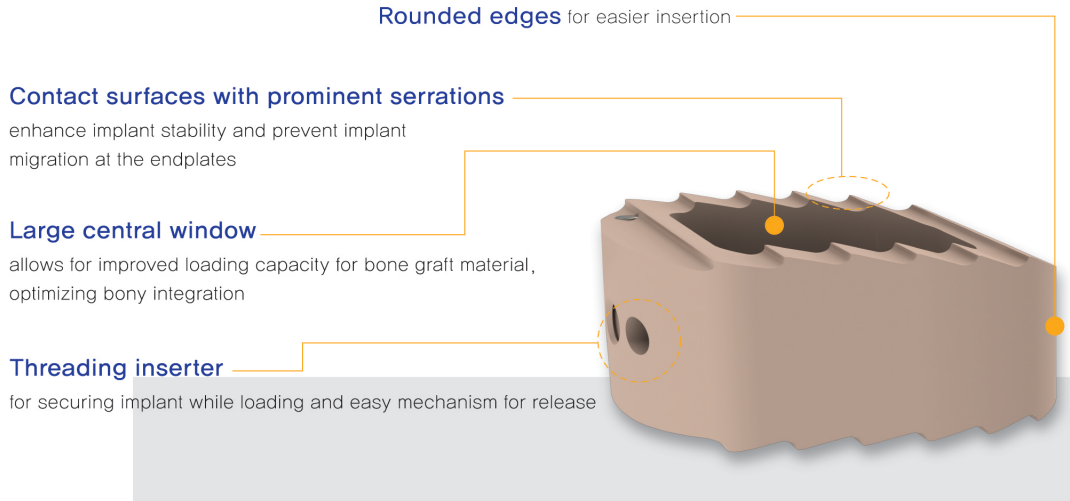 Rounded edges for easier insertion
Contact surfaces with prominent serrations
enhance implant stability and prevent implant
migration at the endplates
Large central window
allows for improved loading capacity for bone graft material,
optimizing bony integration
Threading inserter
for securing implant while loading and easy mechanism for release